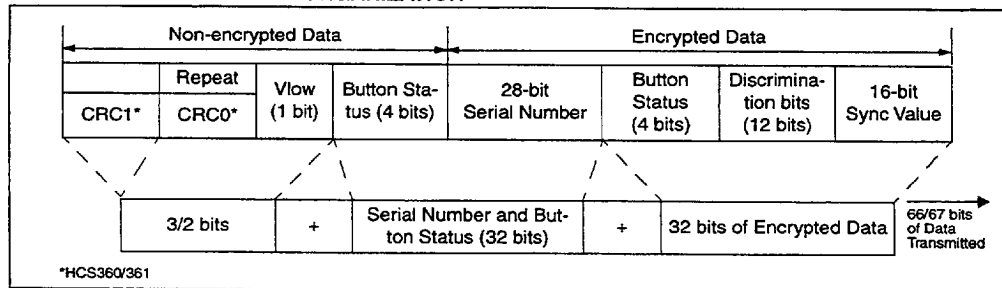 Non-encrypted Data
Encrypted Data
CRC1*
Repeat
CRC0*
Vlow
(1 bit)
Button Sta-
tus (4 bits)
28-bit
Serial Number
Button
Status
(4 bits)
Discrimina-
tion bits
(12 bits)
16-bit
Sync Value
3/2 bits
+
Serial Number and But-
ton Status (32 bits)
+
32 bits of Encrypted Data
66/67 bits
of Data
Transmitted
*HCS360/361